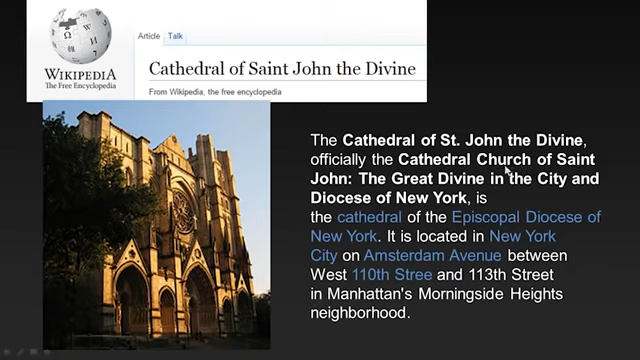 WIKIPEDIA
The Free Encyclopedia
Article Talk
Cathedral of Saint John the Divine
From Wikipedia, the free encyclopedia
The Cathedral of St. John the Divine,
officially the Cathedral Church of Saint
John: The Great Divine in the City and
Diocese of New York, is
the cathedral of the Episcopal Diocese of
New York. It is located in New York
City on Amsterdam Avenue between
West 110th Stree and 113th Street
in Manhattan's Morningside Heights
neighborhood.